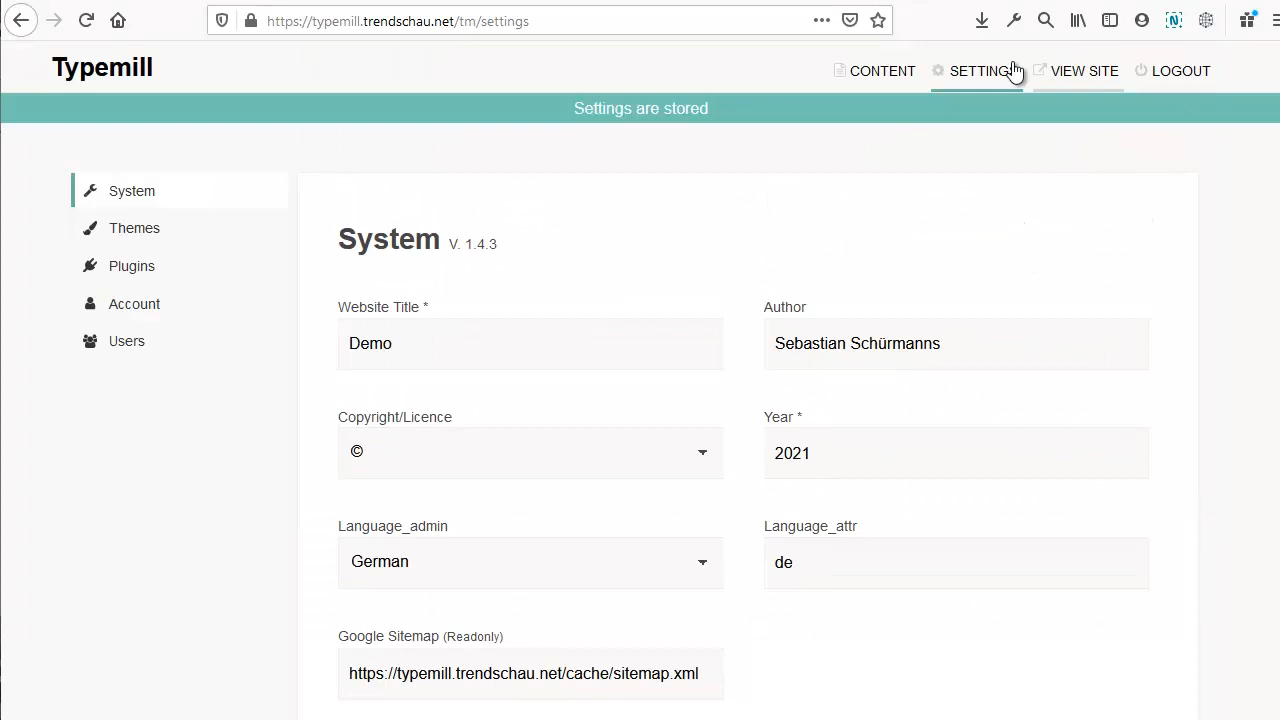 https://typemill.trendschau.net/tm/settings
Typemill
CONTENT SETTINGS VIEW SITE LOGOUT
Settings are stored
System
Themes
Plugins
Account
Users
System V. 1.4.3
Website Title *
Demo
Author
Sebastian Schürmanns
Copyright/Licence
©
Year *
2021
Language_admin
German
Language_attr
de
Google Sitemap (Readonly)
https://typemill.trendschau.net/cache/sitemap.xml